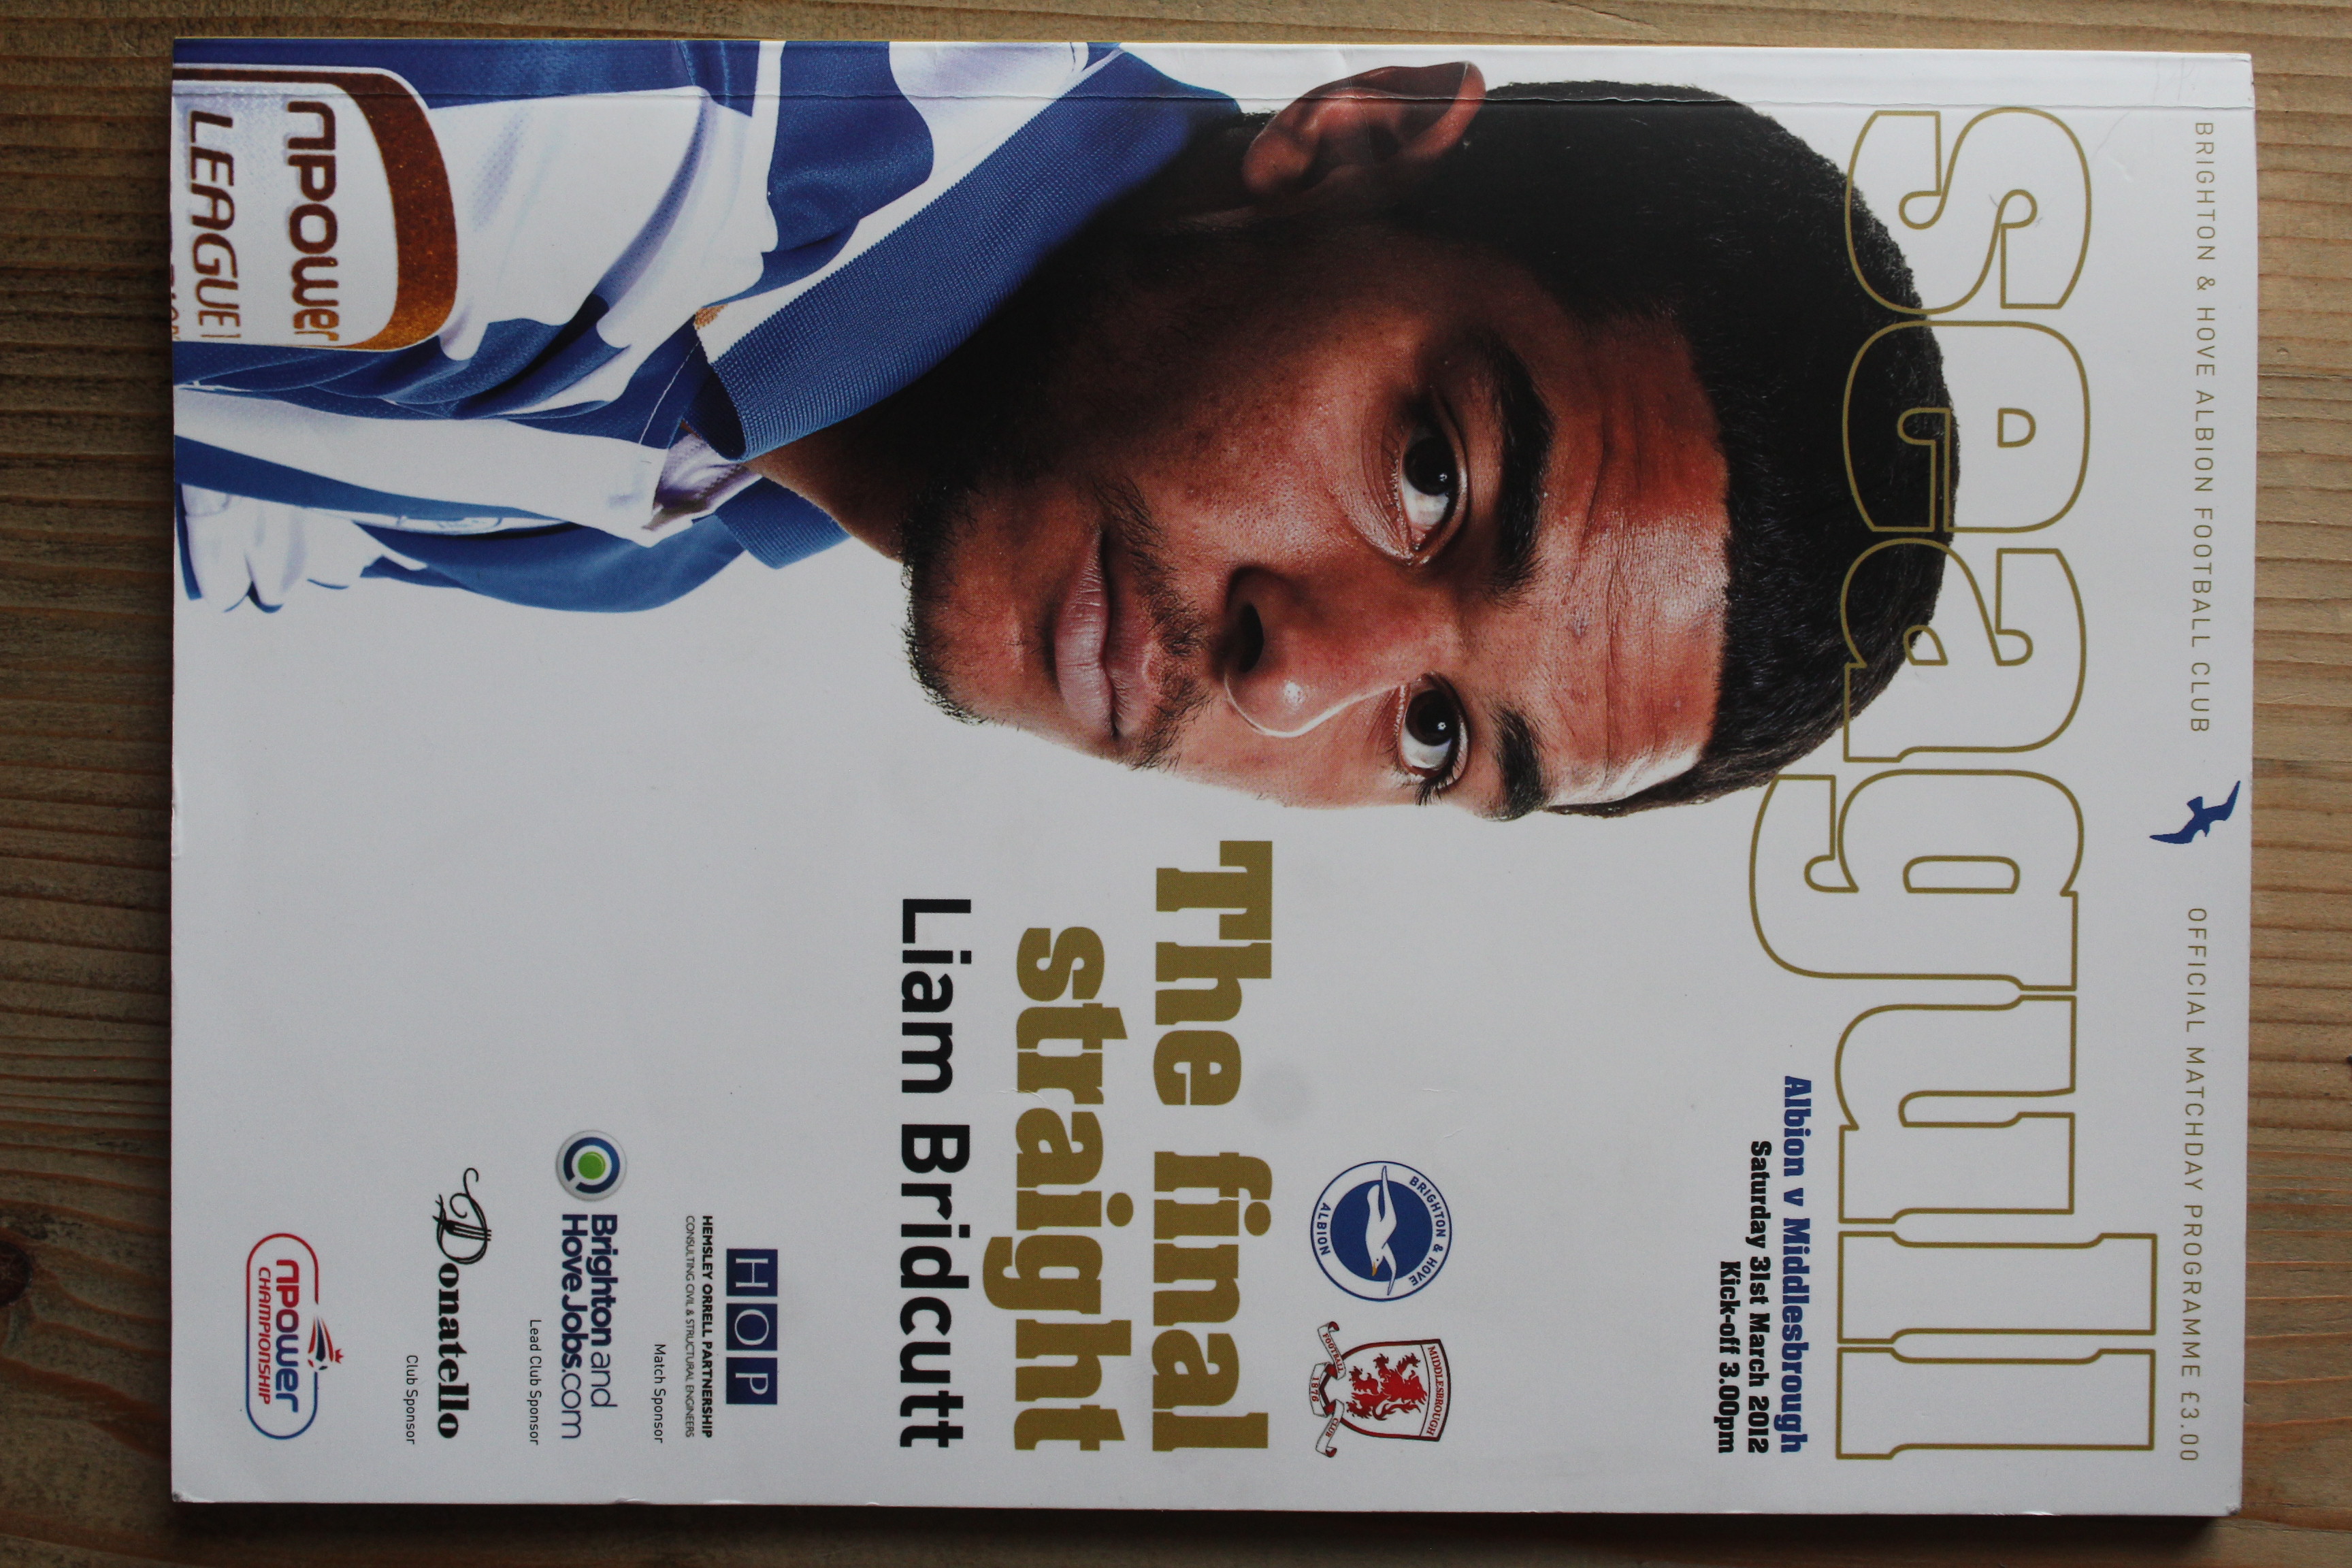 BRIGHTON & HOVE ALBION FOOTBALL CLUB
OFFICIAL MATCHDAY PROGRAMME £3.00
seagull
Albion v Middlesbrough
Saturday 31st March 2012
Kick-off 3.00pm
BRIGHTON & HOVE
ALBION
MIDDLESBROUGH
FOOTBALL
CLUB
1876
The final
straight
Liam Bridcutt
HOP
HEMSLEY ORRELL PARTNERSHIP
CONSULTING CIVIL & STRUCTURAL ENGINEERS
Match Sponsor
Brighton and
HoveJobs.com
Lead Club Sponsor
Donatello
Club Sponsor
npower
CHAMPIONSHIP
npower
LEAGUE 1